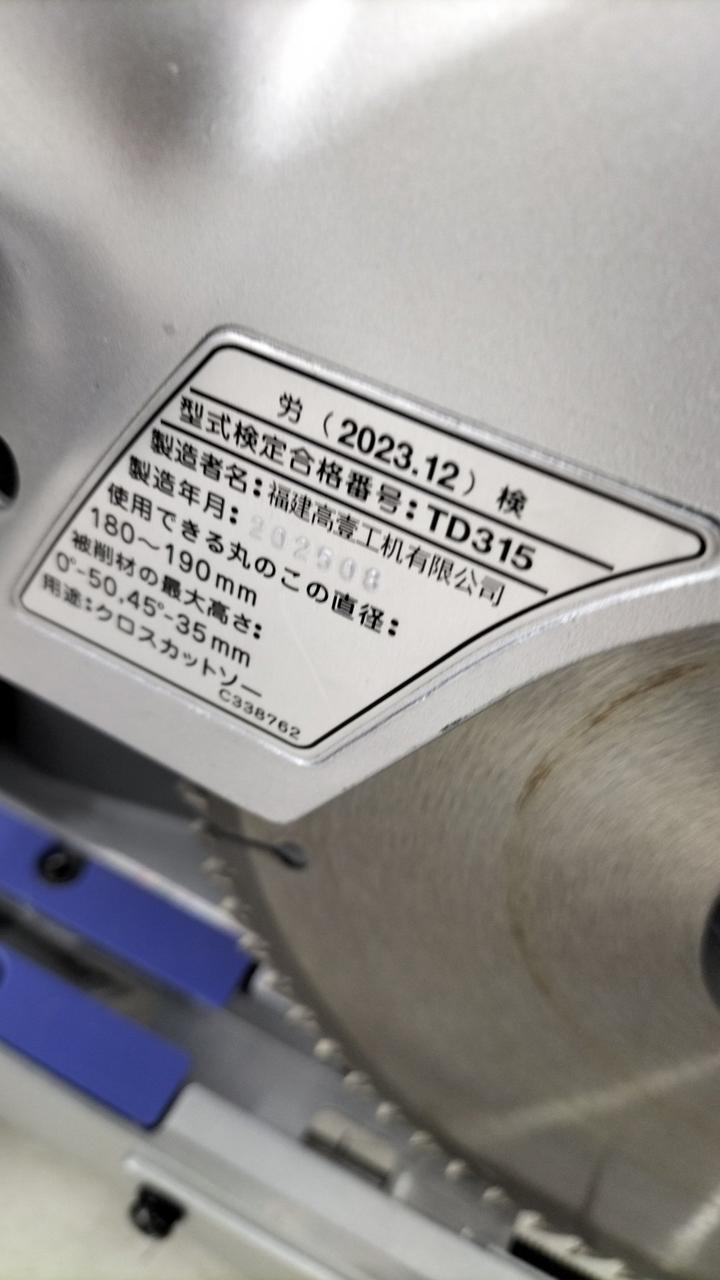 労（2023.12）検
型式検定合格番号:TD315
製造者名:福建高壹工机有限公司
製造年月:202508
使用できる丸のこの直径:
180～190mm
被削材の最大高さ:
0°-50,45°-35mm
用途:クロスカットソー
C338762